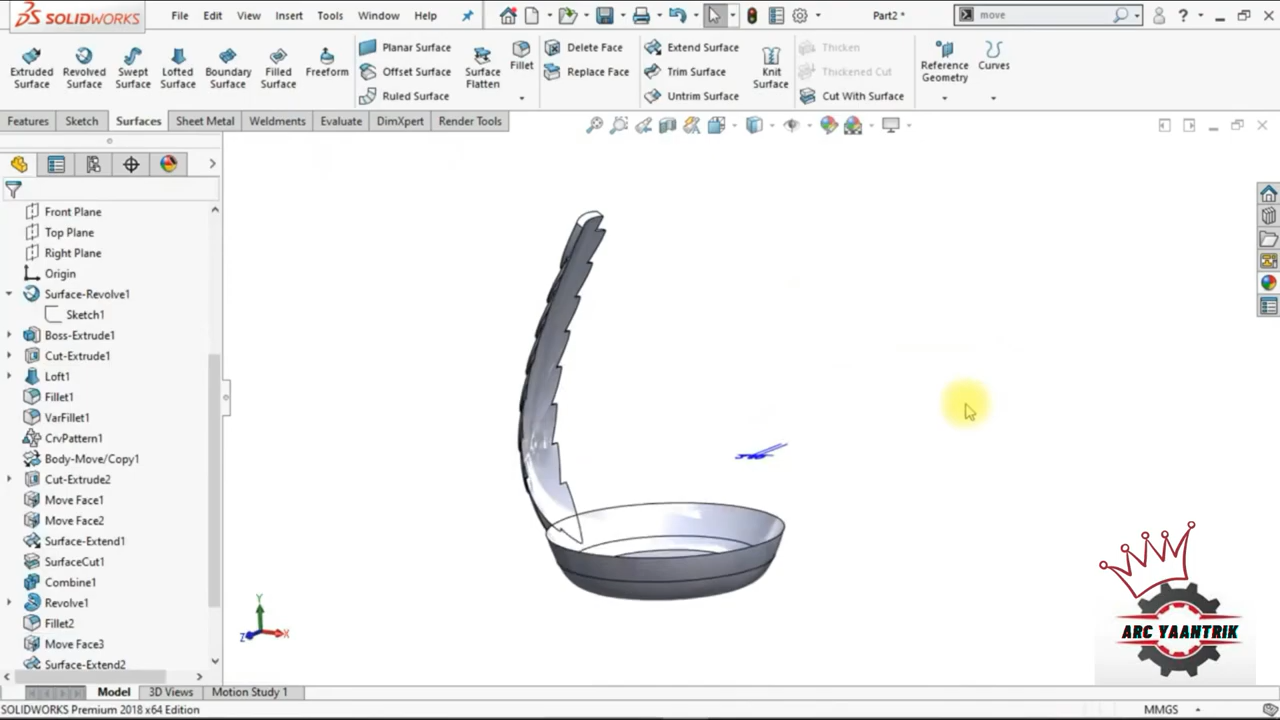 SOLIDWORKS File Edit View Insert Tools Window Help Part2 * move ?
Extruded Surface Revolved Surface Swept Surface Lofted Surface Boundary Surface Filled Surface Freeform
Planar Surface
Offset Surface
Ruled Surface
Surface Flatten Fillet
Delete Face
Replace Face
Extend Surface
Trim Surface
Untrim Surface
Knit Surface
Thicken
Thickened Cut
Cut With Surface
Reference Geometry Curves
Features Sketch Surfaces Sheet Metal Weldments Evaluate DimXpert Render Tools
Front Plane
Top Plane
Right Plane
Origin
Surface-Revolve1
Sketch1
Boss-Extrude1
Cut-Extrude1
Loft1
Fillet1
VarFillet1
CrvPattern1
Body-Move/Copy1
Cut-Extrude2
Move Face1
Move Face2
Surface-Extend1
SurfaceCut1
Combine1
Revolve1
Fillet2
Move Face3
Surface-Extend2
Y
Z X
ARC YAANTRIK
Model 3D Views Motion Study 1
SOLIDWORKS Premium 2018 x64 Edition MMGS